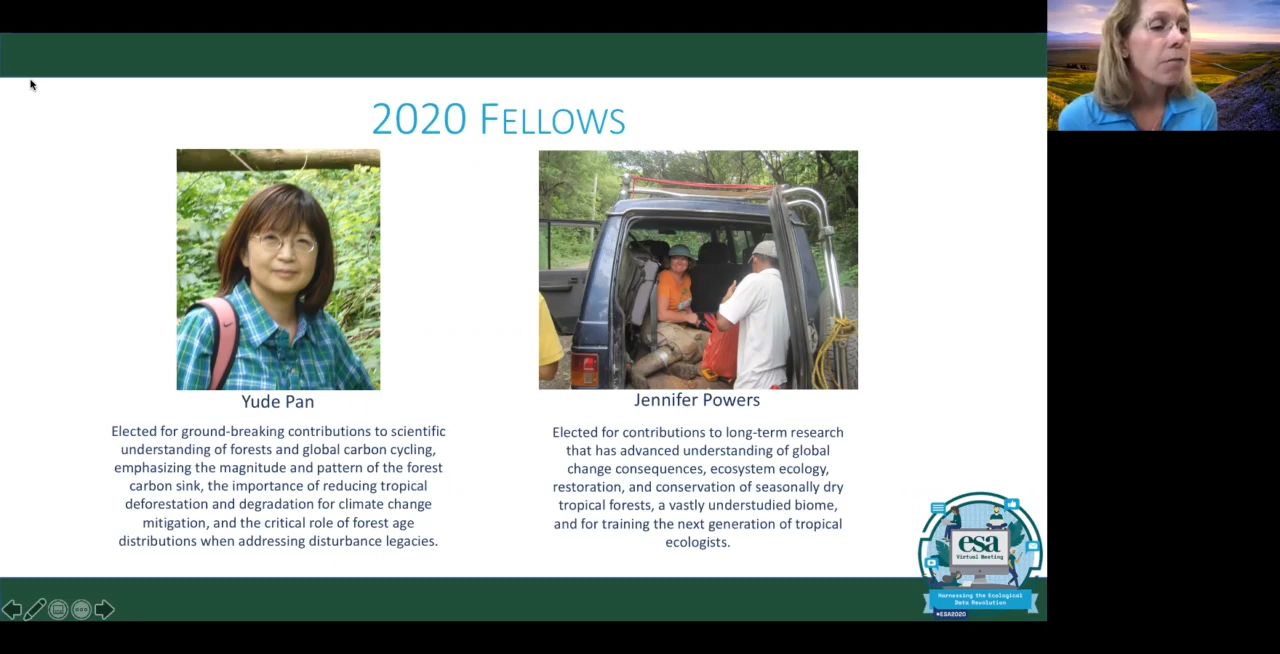 2020 FELLOWS
Yude Pan
Elected for ground-breaking contributions to scientific
understanding of forests and global carbon cycling,
emphasizing the magnitude and pattern of the forest
carbon sink, the importance of reducing tropical
deforestation and degradation for climate change
mitigation, and the critical role of forest age
distributions when addressing disturbance legacies.
Jennifer Powers
Elected for contributions to long-term research
that has advanced understanding of global
change consequences, ecosystem ecology,
restoration, and conservation of seasonally dry
tropical forests, a vastly understudied biome,
and for training the next generation of tropical
ecologists.
esa
Virtual Meeting
Harnessing the Ecological
Data Revolution
#ESA2020